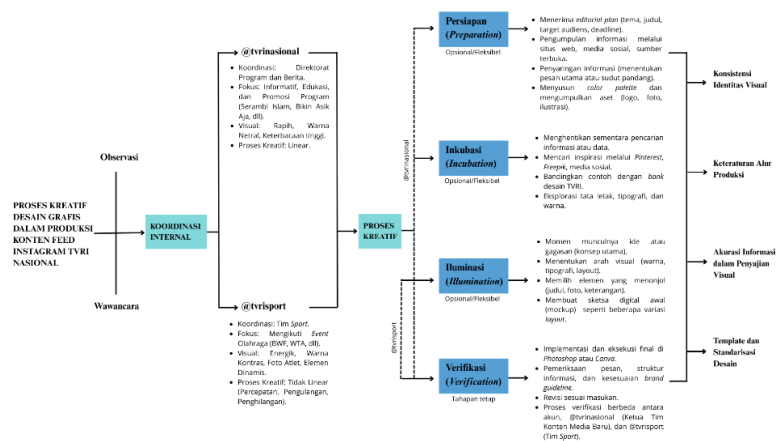 Observasi
PROSES KREATIF
DESAIN GRAFIS
DALAM PRODUKSI
KONTEN FEED
INSTAGRAM TVRI
NASIONAL
Wawancara
KOORDINASI
INTERNAL
@tvrinasional
• Koordinasi: Direktorat
Program dan Berita.
• Fokus: Informatif, Edukasi,
dan Promosi Program
(Serambi Islam, Bikin Asik
Aja, dll).
• Visual: Rapih, Warna
Netral, Keterbacaan tinggi.
• Proses Kreatif: Linear.
@tvrisport
• Koordinasi: Tim Sport.
• Fokus: Mengikuti Event
Olahraga (BWF, WTA, dll).
• Visual: Energik, Warna
Kontras, Foto Atlet, Elemen
Dinamis.
• Proses Kreatif: Tidak Linear
(Percepatan, Pengulangan,
Penghilangan).
PROSES
KREATIF
@tvrinasional
@tvrisport
Persiapan
(Preparation)
Opsional/Fleksibel
• Menerima editorial plan (tema, judul,
target audiens, deadline).
• Pengumpulan informasi melalui
situs web, media sosial, sumber
terbuka.
• Penyaringan informasi (menentukan
pesan utama atau sudut pandang).
• Menyusun color palette dan
mengumpulkan aset (logo, foto,
ilustrasi).
Inkubasi
(Incubation)
Opsional/Fleksibel
• Menghentikan sementara pencarian
informasi atau data.
• Mencari inspirasi melalui Pinterest,
Freepik, media sosial.
• Bandingkan contoh dengan bank
desain TVRI.
• Eksplorasi tata letak, tipografi, dan
warna.
Iluminasi
(Illumination)
Opsional/Fleksibel
• Momen munculnya ide atau
gagasan (konsep utama).
• Menentukan arah visual (warna,
tipografi, layout).
• Memilih elemen yang menonjol
(judul, foto, keterangan).
• Membuat sketsa digital awal
(mockup) seperti beberapa variasi
layout.
Verifikasi
(Verification)
Tahapan tetap
• Implementasi dan eksekusi final di
Photoshop atau Canva.
• Pemeriksaan pesan, struktur
informasi, dan kesesuaian brand
guideline.
• Revisi sesuai masukan.
• Proses verifikasi berbeda antara
akun, @tvrinasional (Ketua Tim
Konten Media Baru), dan @tvrisport
(Tim Sport).
Konsistensi
Identitas Visual
Keteraturan Alur
Produksi
Akurasi Informasi
dalam Penyajian
Visual
Template dan
Standarisasi
Desain